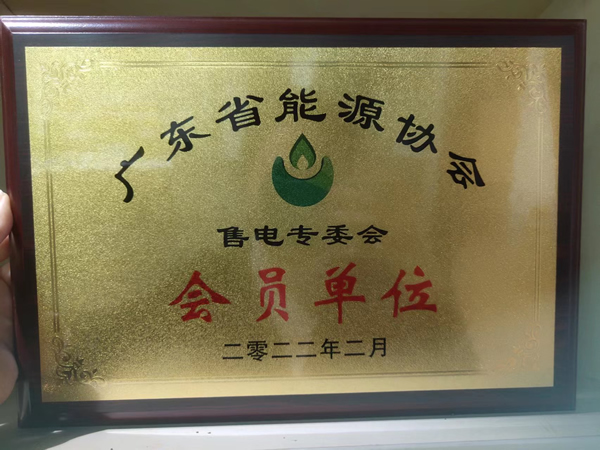 广东省能源协会
售电专委会
会员单位
二零二二年二月